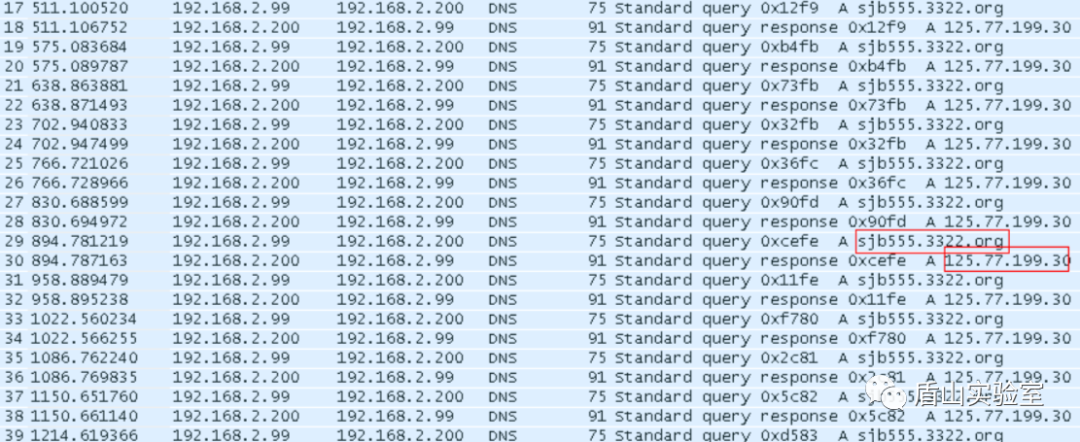 17 511.100520 192.168.2.99 192.168.2.200 DNS 75 Standard query 0x12f9 A sjb555.3322.org
18 511.106752 192.168.2.200 192.168.2.99 DNS 91 Standard query response 0x12f9 A 125.77.199.30
19 575.083684 192.168.2.99 192.168.2.200 DNS 75 Standard query 0xb4fb A sjb555.3322.org
20 575.089787 192.168.2.200 192.168.2.99 DNS 91 Standard query response 0xb4fb A 125.77.199.30
21 638.863881 192.168.2.99 192.168.2.200 DNS 75 Standard query 0x73fb A sjb555.3322.org
22 638.871493 192.168.2.200 192.168.2.99 DNS 91 Standard query response 0x73fb A 125.77.199.30
23 702.940833 192.168.2.99 192.168.2.200 DNS 75 Standard query 0x32fb A sjb555.3322.org
24 702.947499 192.168.2.200 192.168.2.99 DNS 91 Standard query response 0x32fb A 125.77.199.30
25 766.721026 192.168.2.99 192.168.2.200 DNS 75 Standard query 0x36fc A sjb555.3322.org
26 766.728966 192.168.2.200 192.168.2.99 DNS 91 Standard query response 0x36fc A 125.77.199.30
27 830.688599 192.168.2.99 192.168.2.200 DNS 75 Standard query 0x90fd A sjb555.3322.org
28 830.694972 192.168.2.200 192.168.2.99 DNS 91 Standard query response 0x90fd A 125.77.199.30
29 894.781219 192.168.2.99 192.168.2.200 DNS 75 Standard query 0xcefe A sjb555.3322.org
30 894.787163 192.168.2.200 192.168.2.99 DNS 91 Standard query response 0xcefe A 125.77.199.30
31 958.889479 192.168.2.99 192.168.2.200 DNS 75 Standard query 0x11fe A sjb555.3322.org
32 958.895238 192.168.2.200 192.168.2.99 DNS 91 Standard query response 0x11fe A 125.77.199.30
33 1022.560234 192.168.2.99 192.168.2.200 DNS 75 Standard query 0xf780 A sjb555.3322.org
34 1022.566255 192.168.2.200 192.168.2.99 DNS 91 Standard query response 0xf780 A 125.77.199.30
35 1086.762240 192.168.2.99 192.168.2.200 DNS 75 Standard query 0x2c81 A sjb555.3322.org
36 1086.769835 192.168.2.200 192.168.2.99 DNS 91 Standard query response A 125.77.199.30
37 1150.651760 192.168.2.99 192.168.2.200 DNS 75 Standard query 0x5c82 A
38 1150.661140 192.168.2.200 192.168.2.99 DNS 91 Standard query response 0x5c82 A 125.77.199.30
39 1214.619366 192.168.2.99 192.168.2.200 DNS 75 Standard query 0xd583 A sjb555.3322.org
盾山实验室